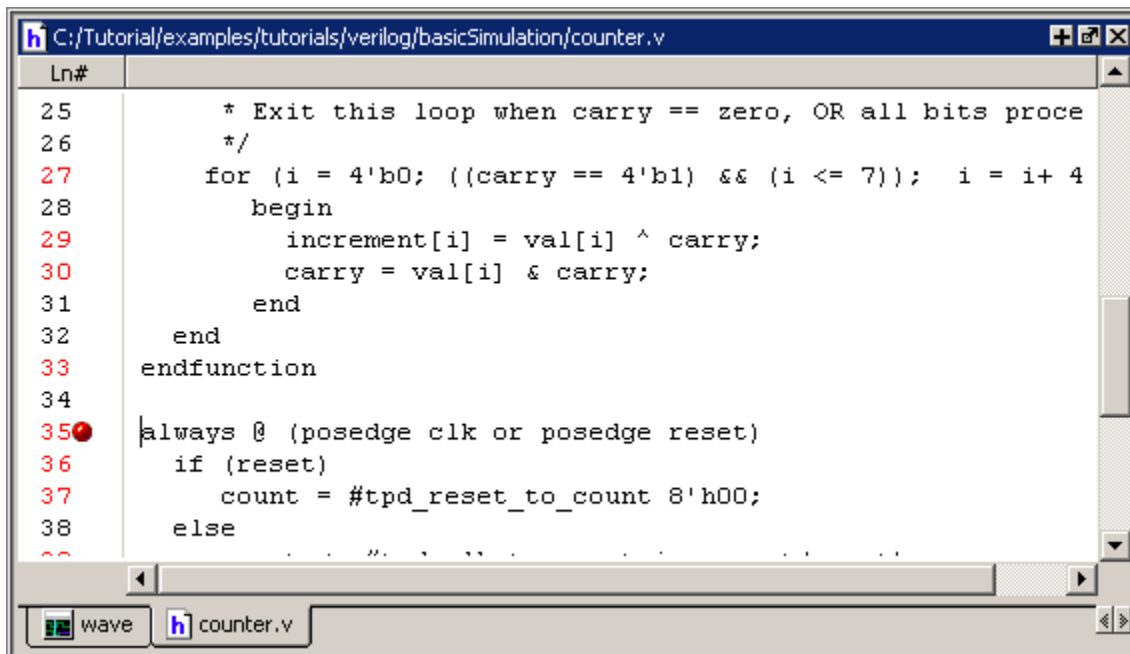 C:/Tutorial/examples/tutorials/verilog/basicSimulation/counter.v
Ln#
25 * Exit this loop when carry == zero, OR all bits proce
26 */
27 for (i = 4'b0; ((carry == 4'b1) && (i <= 7)); i = i+ 4
28 begin
29 increment[i] = val[i] ^ carry;
30 carry = val[i] & carry;
31 end
32 end
33 endfunction
34
35 always @ (posedge clk or posedge reset)
36 if (reset)
37 count = #tpd_reset_to_count 8'h00;
38 else
wave counter.v